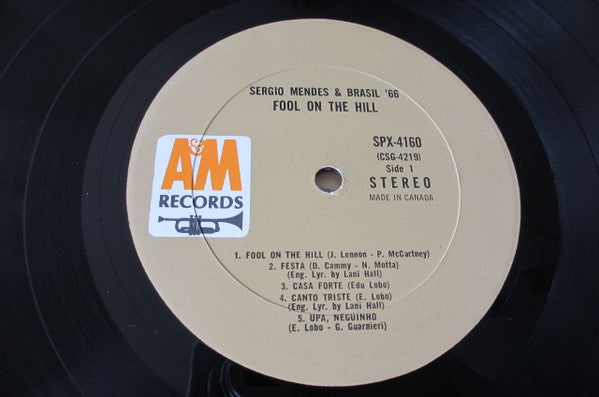 SERGIO MENDES & BRASIL '66
FOOL ON THE HILL
A&M
RECORDS
SPX-4160
(CSG-4219)
Side 1
STEREO
MADE IN CANADA
1. FOOL ON THE HILL (J. Lennon - P. McCartney)
2. FESTA (D. Cammy - N. Motta)
(Eng. Lyr. by Lani Hall)
3. CASA FORTE (Edu Lobo)
4. CANTO TRISTE (E. Lobo)
(Eng. Lyr. by Lani Hall)
5. UPA, NEGUINHO
(E. Lobo - G. Guarnieri)